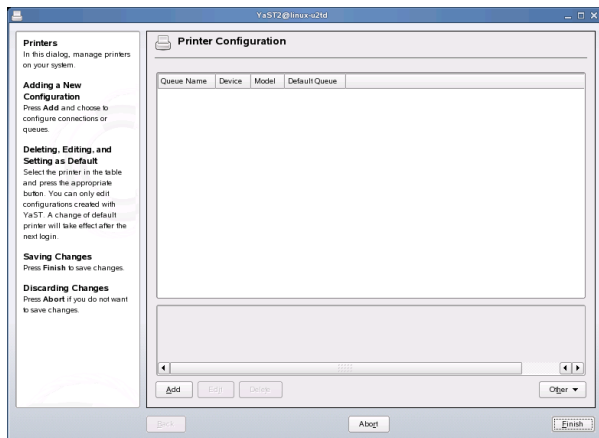 YaST2@linux-u2td
Printers
In this dialog, manage printers
on your system.
Adding a New
Configuration
Press Add and choose to
configure connections or
queues.
Deleting, Editing, and
Setting as Default
Select the printer in the table
and press the appropriate
button. You can only edit
configurations created with
YaST. A change of default
printer will take effect after the
next login.
Saving Changes
Press Finish to save changes.
Discarding Changes
Press Abort if you do not want
to save changes.
Printer Configuration
Queue Name Device Model Default Queue
Add Edit Delete Other
Back Abort Finish